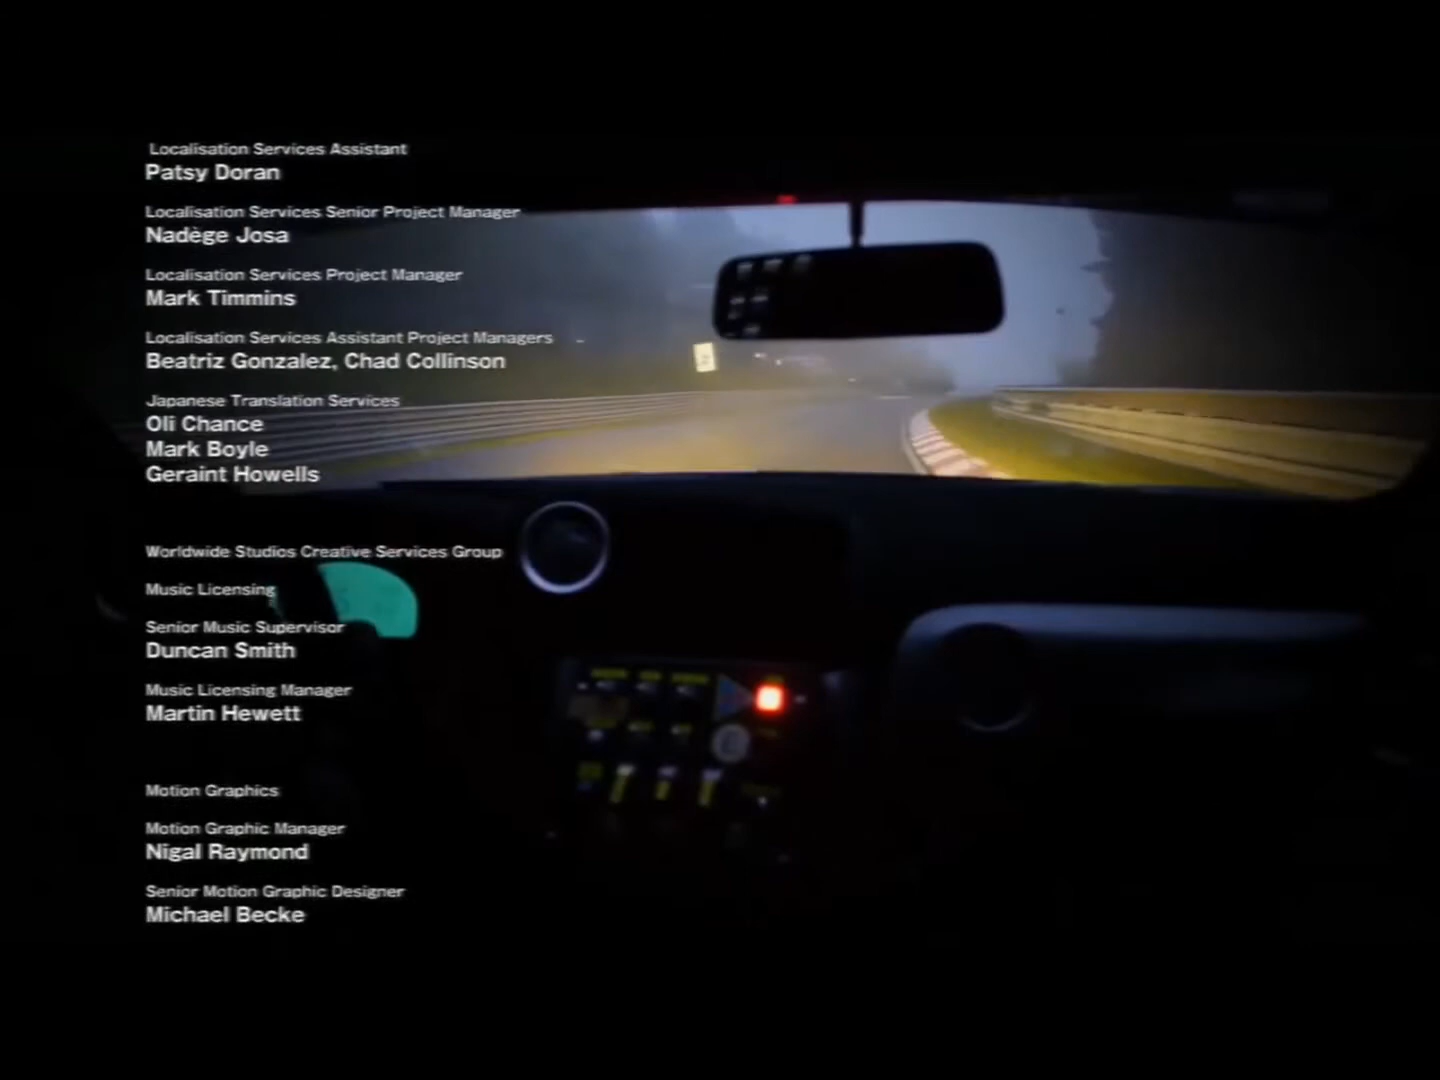 Localisation Services Assistant
Patsy Doran
Localisation Services Senior Project Manager
Nadège Josa
Localisation Services Project Manager
Mark Timmins
Localisation Services Assistant Project Managers
Beatriz Gonzalez, Chad Collinson
Japanese Translation Services
Oli Chance
Mark Boyle
Geraint Howells
Worldwide Studios Creative Services Group
Music Licensing
Senior Music Supervisor
Duncan Smith
Music Licensing Manager
Martin Hewett
Motion Graphics
Motion Graphic Manager
Nigal Raymond
Senior Motion Graphic Designer
Michael Becke